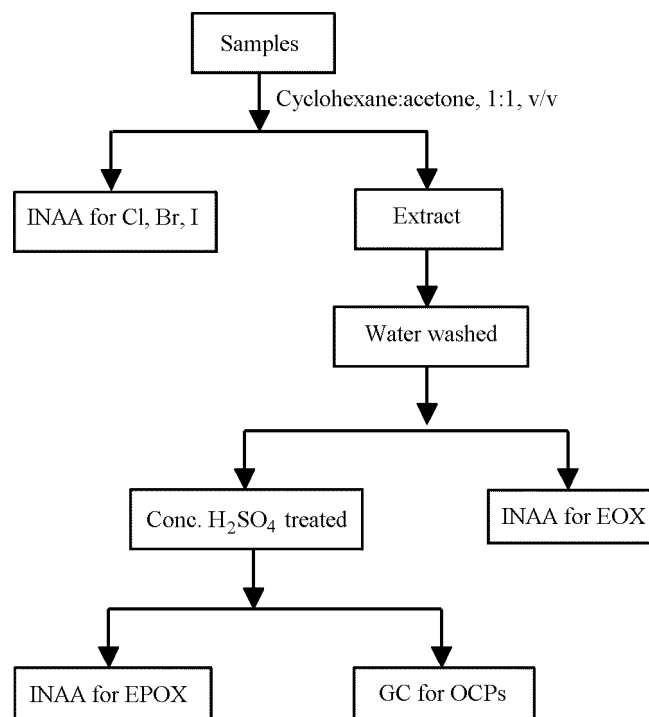 Samples
Cyclohexane:acetone, 1:1, v/v
INAA for Cl, Br, I
Extract
Water washed
Conc. H₂SO₄ treated
INAA for EOX
INAA for EPOX
GC for OCPs